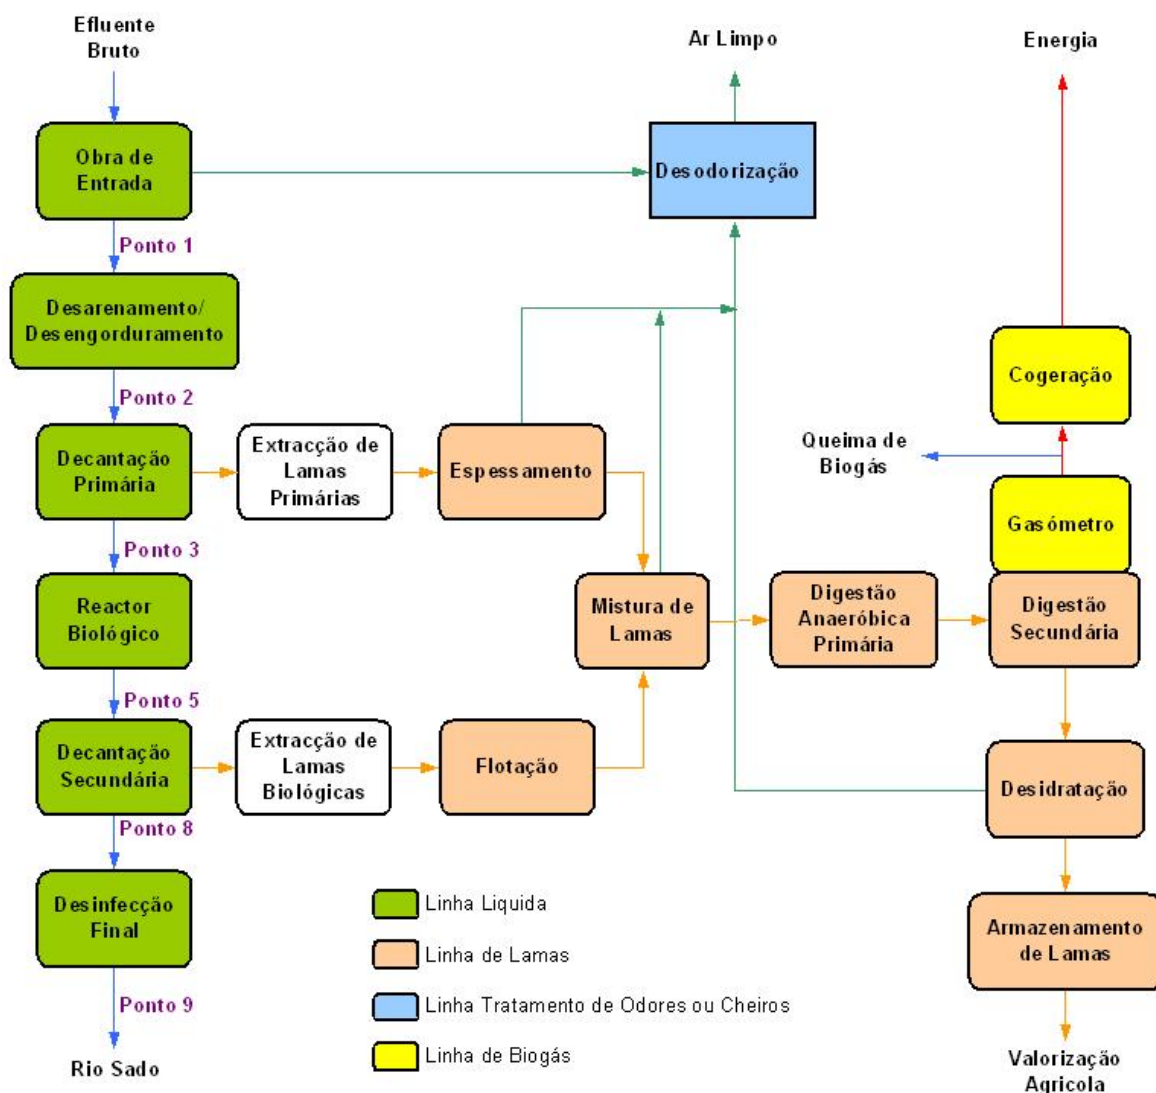 Efluente
Bruto
Ar Limpo
Energia
Obra de
Entrada
Desodorização
Ponto 1
Desarenamento/
Desengorduramento
Ponto 2
Cogeração
Decantação
Primária
Extracção de
Lamas
Primárias
Espessamento
Queima de
Biogás
Gasómetro
Ponto 3
Reactor
Biológico
Mistura de
Lamas
Digestão
Anaeróbica
Primária
Digestão
Secundária
Ponto 5
Decantação
Secundária
Extracção de
Lamas
Biológicas
Flotação
Desidratação
Ponto 8
Desinfecção
Final
Linha Liquida
Linha de Lamas
Linha Tratamento de Odores ou Cheiros
Linha de Biogás
Armazenamento
de Lamas
Ponto 9
Rio Sado
Valorização
Agricola